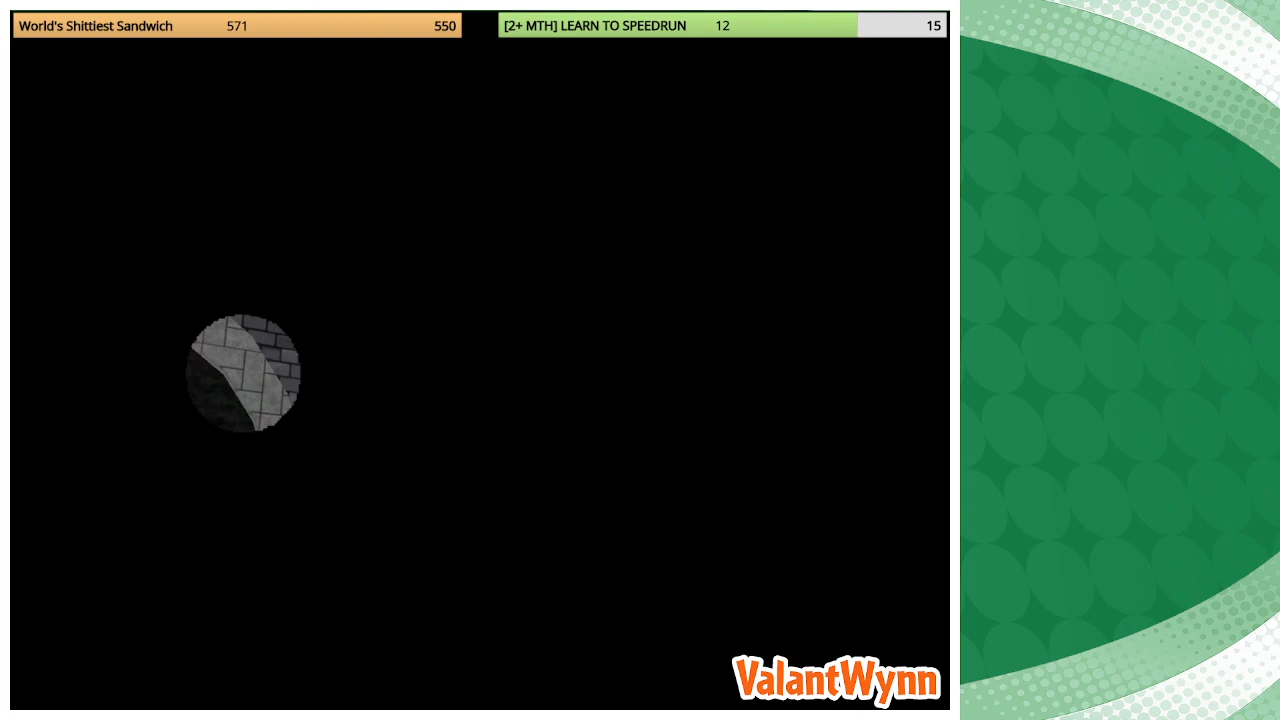 World's Shittiest Sandwich 571 550
[2+ MTH] LEARN TO SPEEDRUN 12 15
ValantWynn